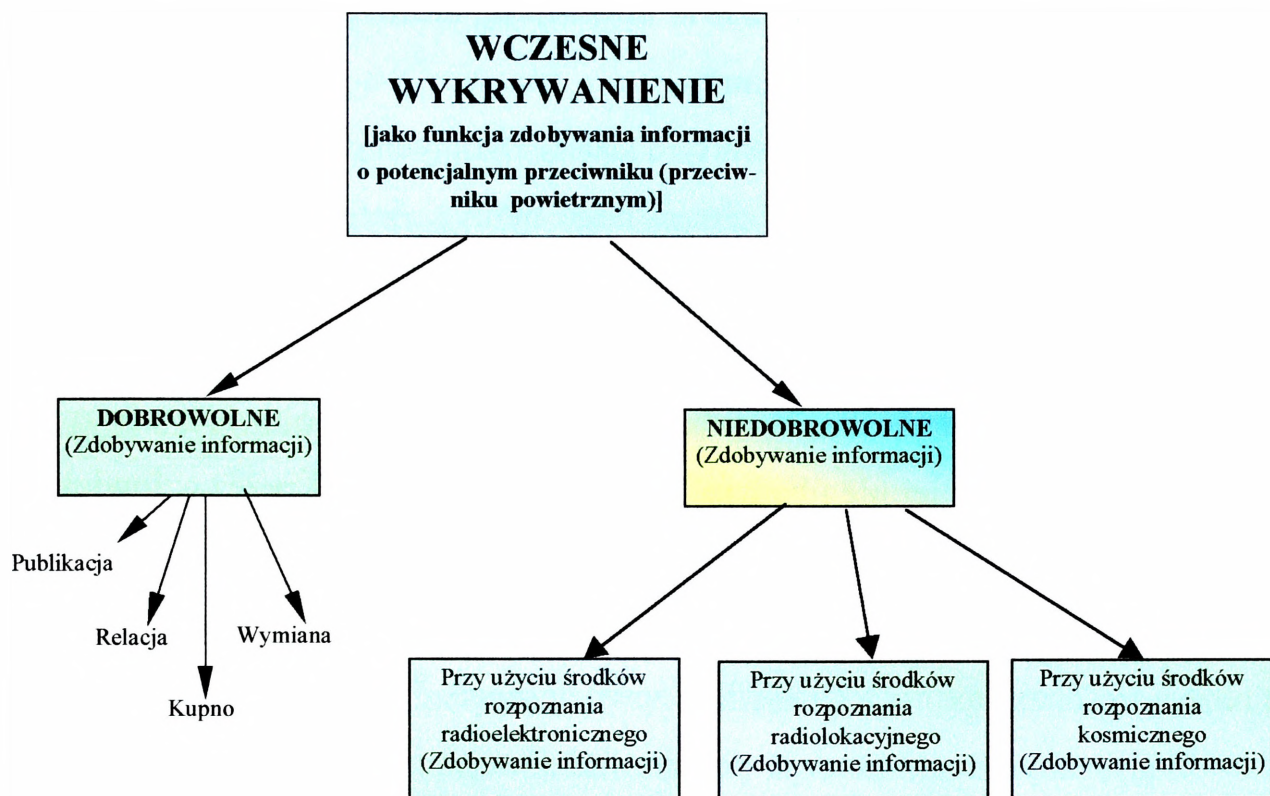 WCZESNE
WYKRYWANIENIE
[jako funkcja zdobywania informacji
o potencjalnym przeciwniku (przeciw-
niku powietrznym)]
DOBROWOLNE
(Zdobywanie informacji)
NIEDOBROWOLNE
(Zdobywanie informacji)
Publikacja
Relacja
Wymiana
Kupno
Przy użyciu środków
rozpoznania
radioelektronicznego
(Zdobywanie informacji)
Przy użyciu środków
rozpoznania
radiolokacyjnego
(Zdobywanie informacji)
Przy użyciu środków
rozpoznania
kosmicznego
(Zdobywanie informacji)